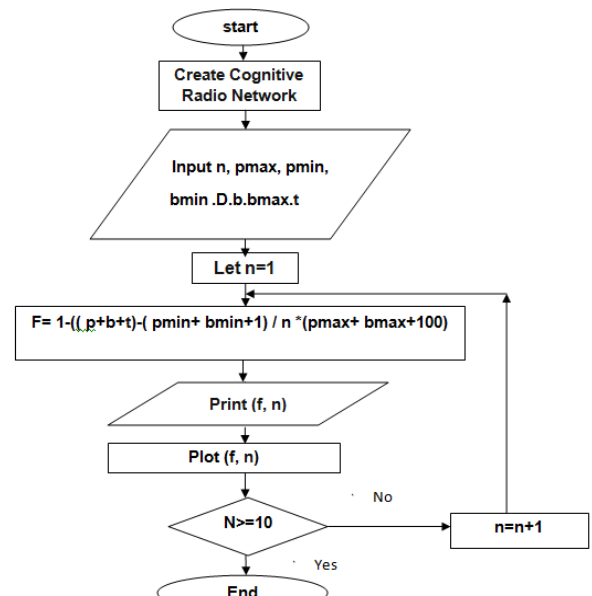 start
Create Cognitive
Radio Network
Input n, pmax, pmin,
bmin .D.b.bmax.t
Let n=1
F= 1-(( p+b+t)-( pmin+ bmin+1) / n *(pmax+ bmax+100)
Print (f, n)
Plot (f, n)
N>=10
No
n=n+1
Yes
End